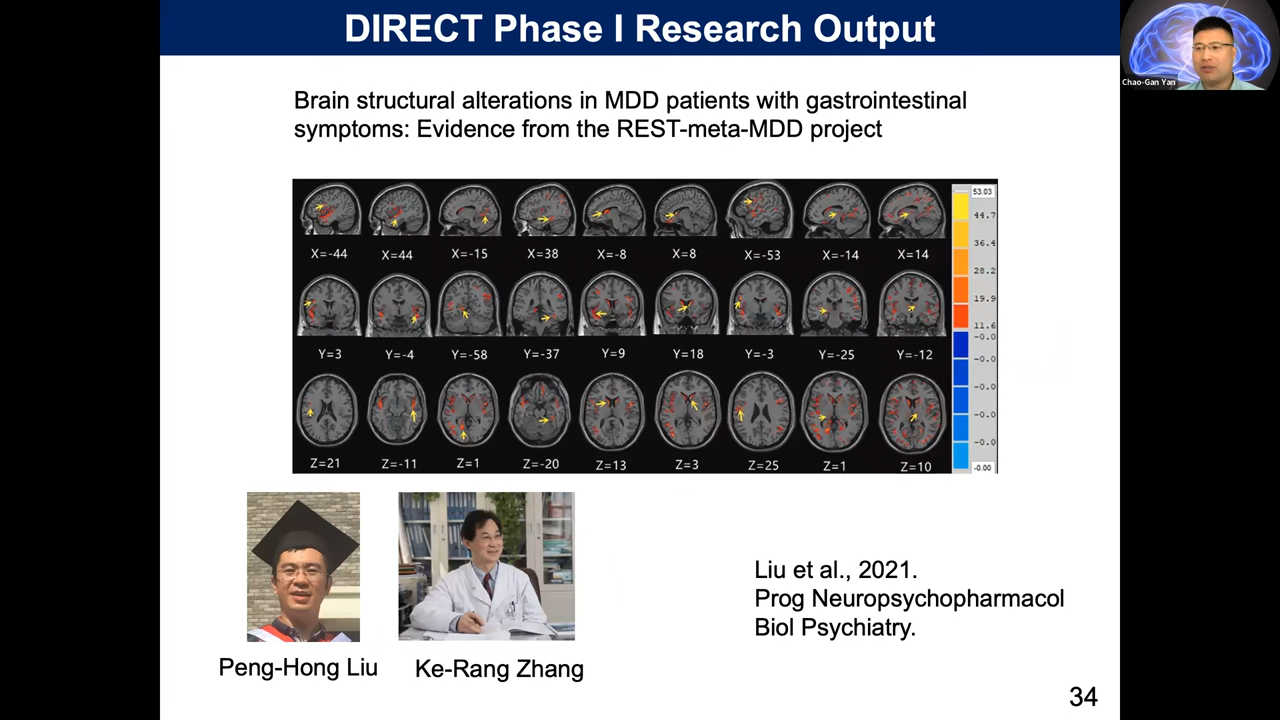 DIRECT Phase I Research Output
Chao-Gan Yan
Brain structural alterations in MDD patients with gastrointestinal
symptoms: Evidence from the REST-meta-MDD project
X=-44 X=44 X=-15 X=38 X=-8 X=8 X=-53 X=-14 X=14
Y=3 Y=-4 Y=-58 Y=-37 Y=9 Y=18 Y=-3 Y=-25 Y=-12
Z=21 Z=-11 Z=1 Z=-20 Z=13 Z=3 Z=25 Z=1 Z=10
53.03
44.7
36.4
28.2
19.9
11.6
-0.0
-0.0
-0.0
-0.0
-0.0
-0.00
Liu et al., 2021.
Prog Neuropsychopharmacol
Biol Psychiatry.
Peng-Hong Liu Ke-Rang Zhang
34